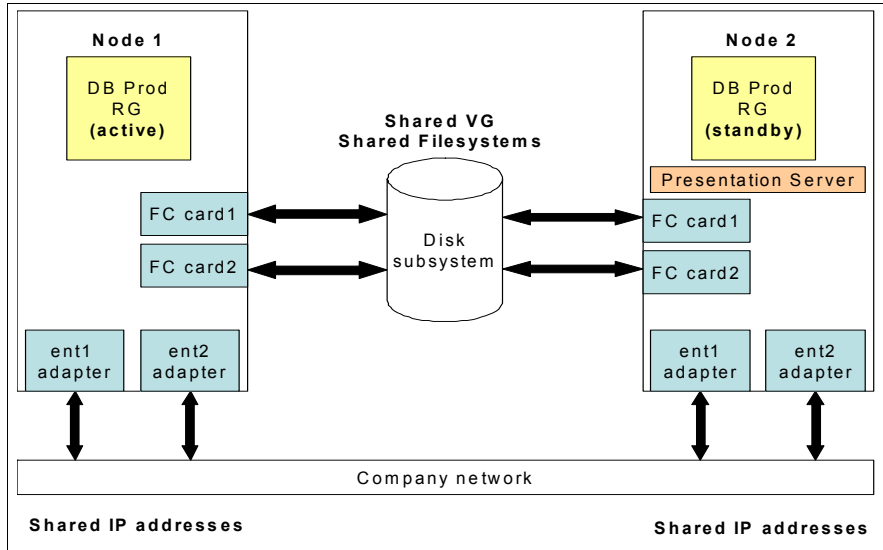 Node 1
DB Prod
RG
(active)
FC card1
FC card2
ent1
adapter
ent2
adapter
Shared VG
Shared Filesystems
Disk
subsystem
Node 2
DB Prod
RG
(standby)
Presentation Server
FC card1
FC card2
ent1
adapter
ent2
adapter
Company network
Shared IP addresses
Shared IP addresses